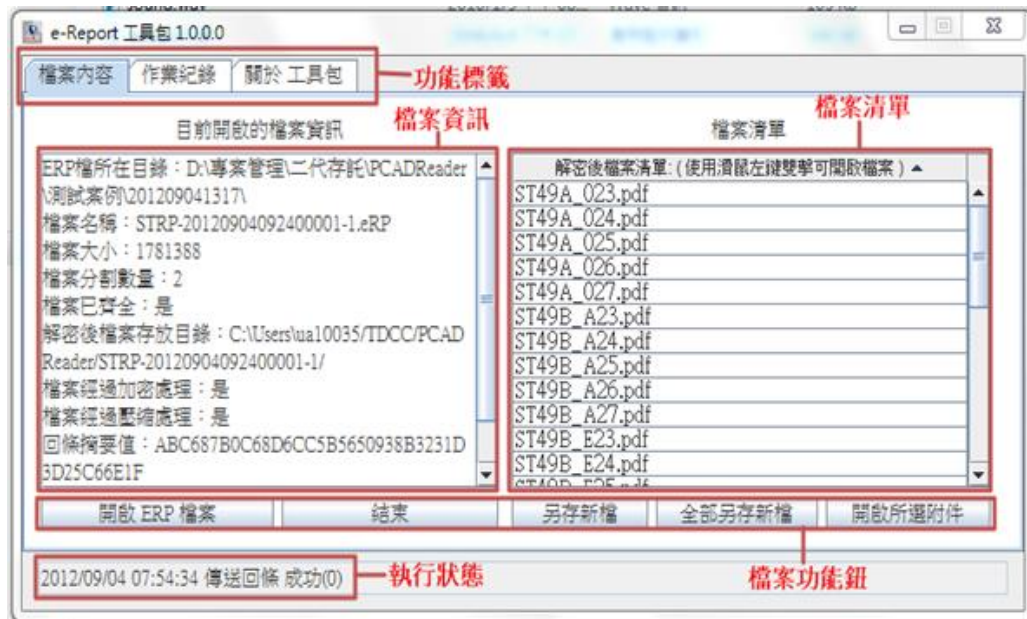 sound.wav
e-Report 工具包 1.0.0.0
檔案內容 作業紀錄 關於 工具包
功能標籤
目前開啟的檔案資訊
檔案資訊
檔案清單
檔案清單
ERP檔所在目錄:D:\專案管理\二代存託\PCADReader
\測試案例\201209041317\
檔案名稱:STRP-20120904092400001-1.eRP
檔案大小:1781388
檔案分割數量:2
檔案已齊全:是
解密後檔案存放目錄:C:\Users\ua10035/TDCC/PCAD
Reader/STRP-20120904092400001-1/
檔案經過加密處理:是
檔案經過壓縮處理:是
回條摘要值:ABC687B0C68D6CC5B5650938B3231D
3D25C66E1F
解密後檔案清單:(使用滑鼠左鍵雙擊可開啟檔案)
ST49A_023.pdf
ST49A_024.pdf
ST49A_025.pdf
ST49A_026.pdf
ST49A_027.pdf
ST49B_A23.pdf
ST49B_A24.pdf
ST49B_A25.pdf
ST49B_A26.pdf
ST49B_A27.pdf
ST49B_E23.pdf
ST49B_E24.pdf
ST49B_E25.pdf
開啟 ERP 檔案 結束 另存新檔 全部另存新檔 開啟所選附件
2012/09/04 07:54:34 傳送回條 成功(0)
執行狀態
檔案功能鈕